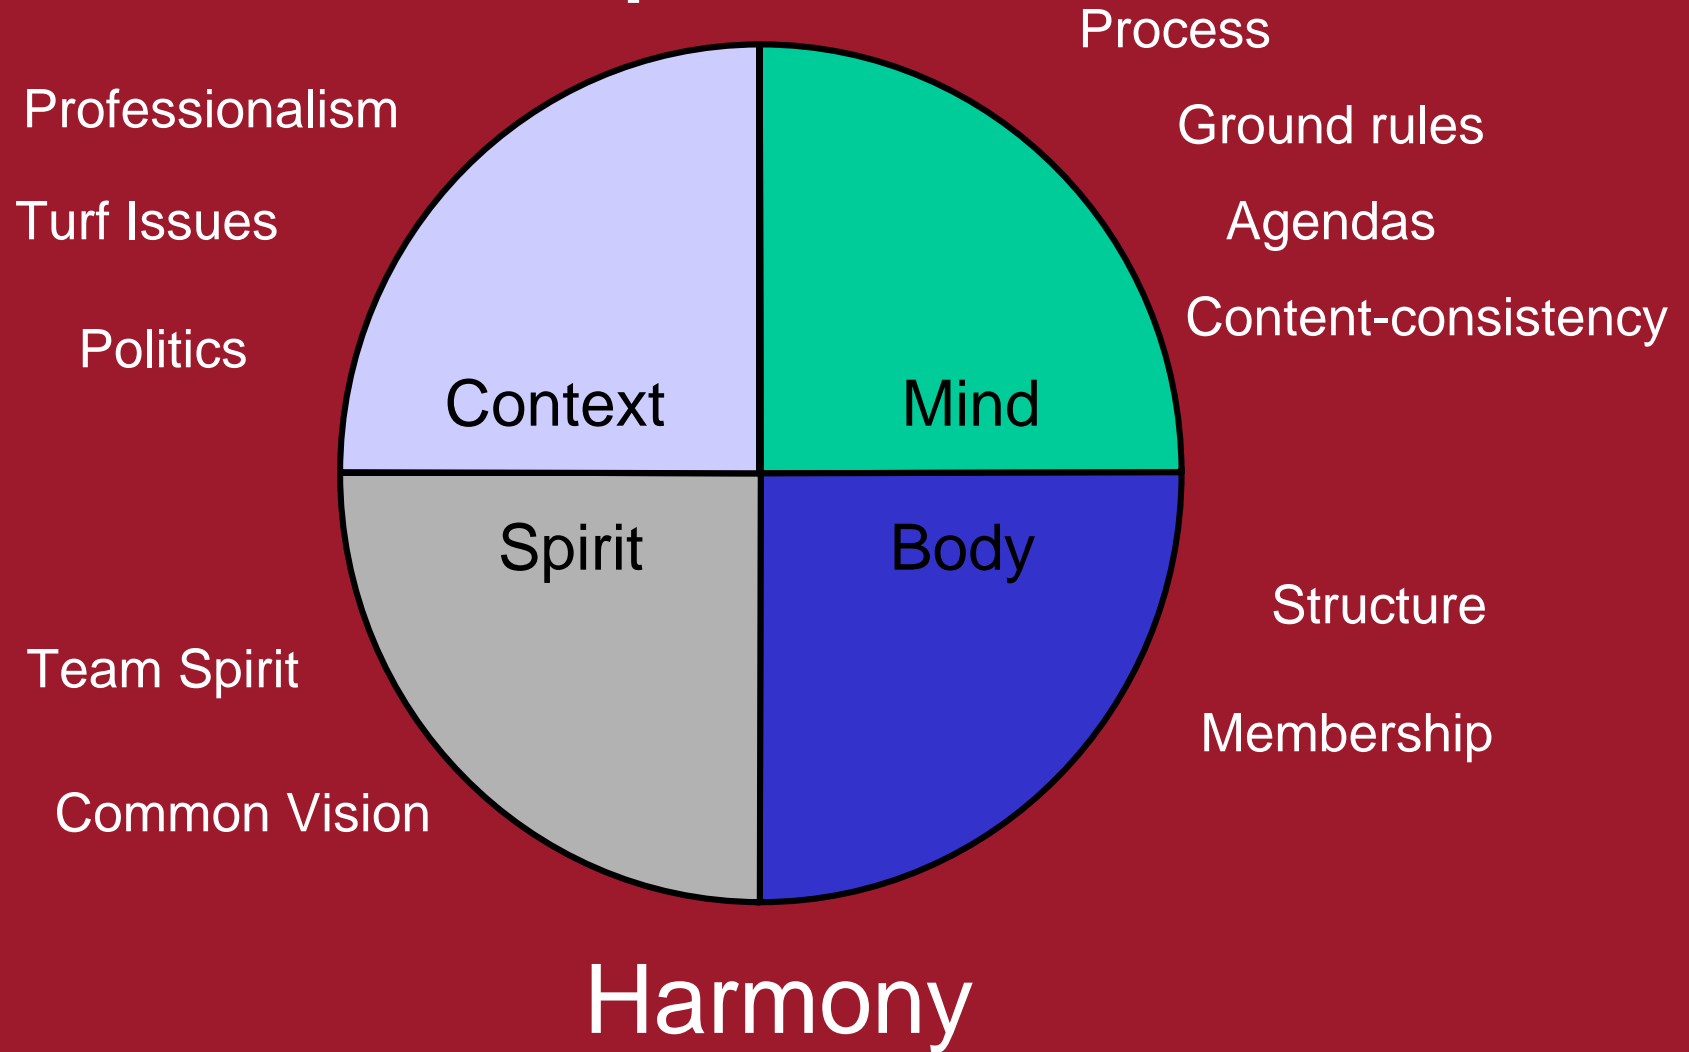 Process
Professionalism
Ground rules
Turf Issues
Agendas
Content-consistency
Politics
Context
Mind
Spirit
Body
Structure
Team Spirit
Membership
Common Vision
Harmony